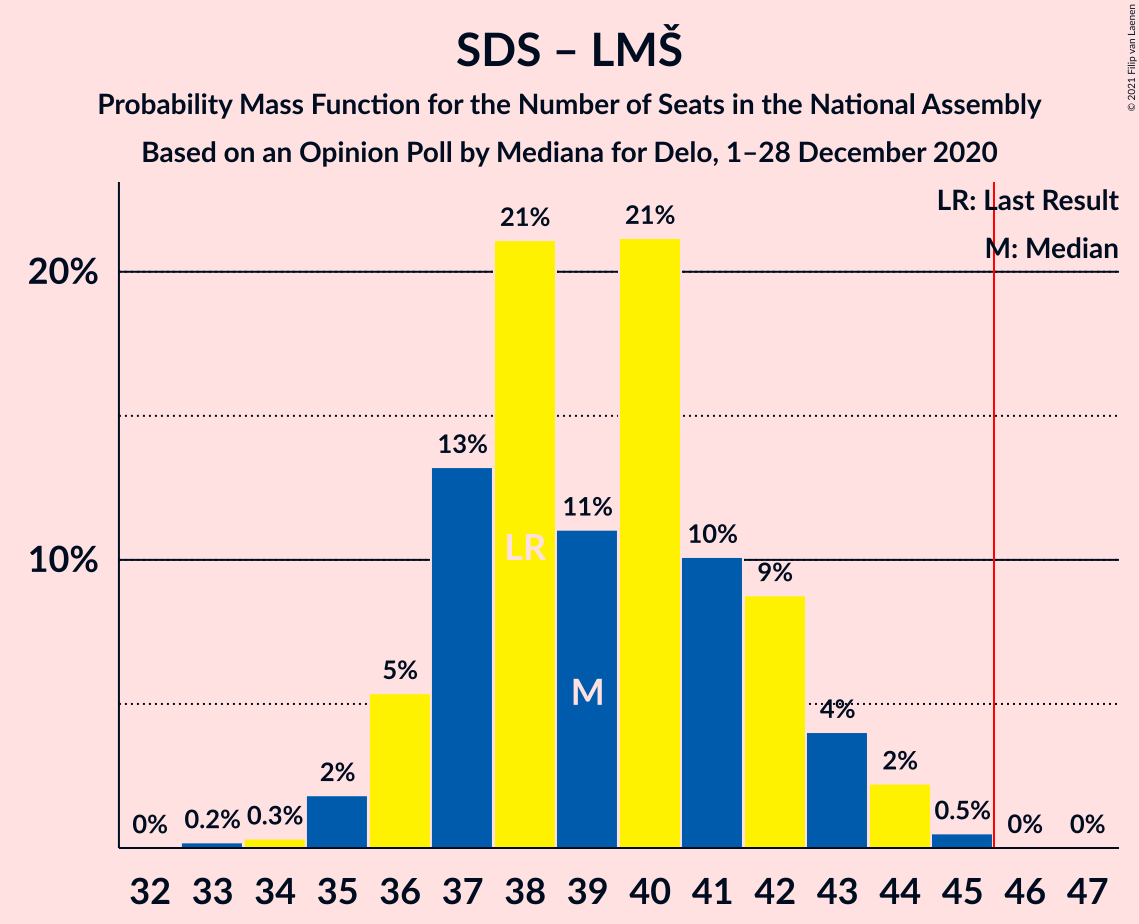 SDS – LMŠ
Probability Mass Function for the Number of Seats in the National Assembly
Based on an Opinion Poll by Mediana for Delo, 1–28 December 2020
© 2021 Filip van Laenen
LR: Last Result
M: Median
20%
10%
0%
0.2%
0.3%
2%
5%
13%
21%
11%
21%
10%
9%
4%
2%
0.5%
0%
0%
LR
M
32 33 34 35 36 37 38 39 40 41 42 43 44 45 46 47